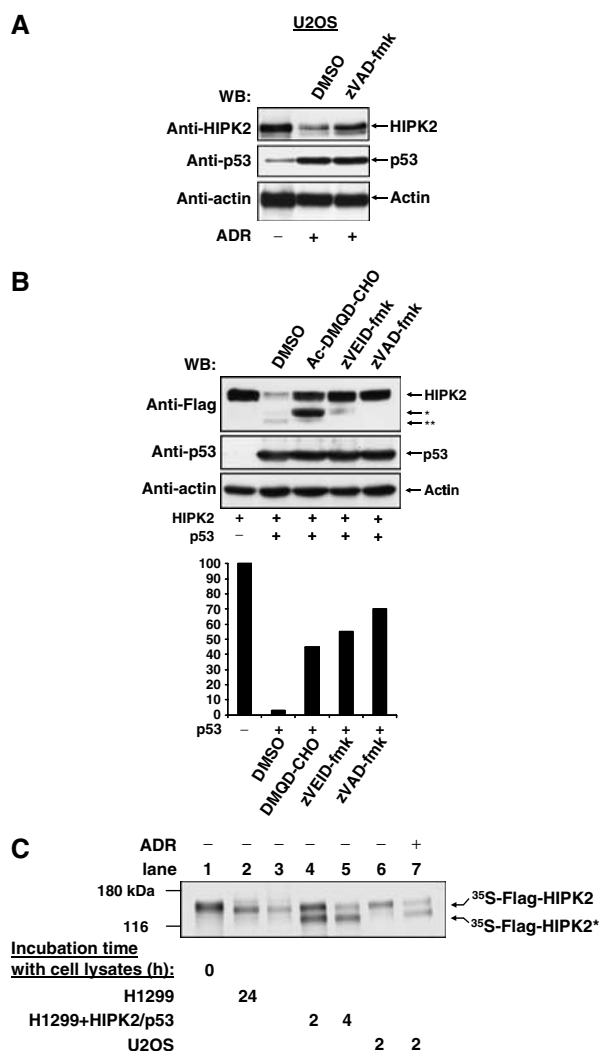 A
U2OS
DMSO
zVAD-fmk
WB:
Anti-HIPK2
HIPK2
Anti-p53
p53
Anti-actin
Actin
ADR – + +
B
DMSO
Ac-DMQD-CHO
zVEID-fmk
zVAD-fmk
WB:
Anti-Flag
HIPK2
*
**
Anti-p53
p53
Anti-actin
Actin
HIPK2 + + + + +
p53 – + + + +
100
90
80
70
60
50
40
30
20
10
0
p53 – + + + +
DMSO
DMQD-CHO
zVEID-fmk
zVAD-fmk
C
ADR – – – – – – +
lane 1 2 3 4 5 6 7
180 kDa
35S-Flag-HIPK2
116
35S-Flag-HIPK2*
Incubation time
with cell lysates (h): 0
H1299 24
H1299+HIPK2/p53 2 4
U2OS 2 2